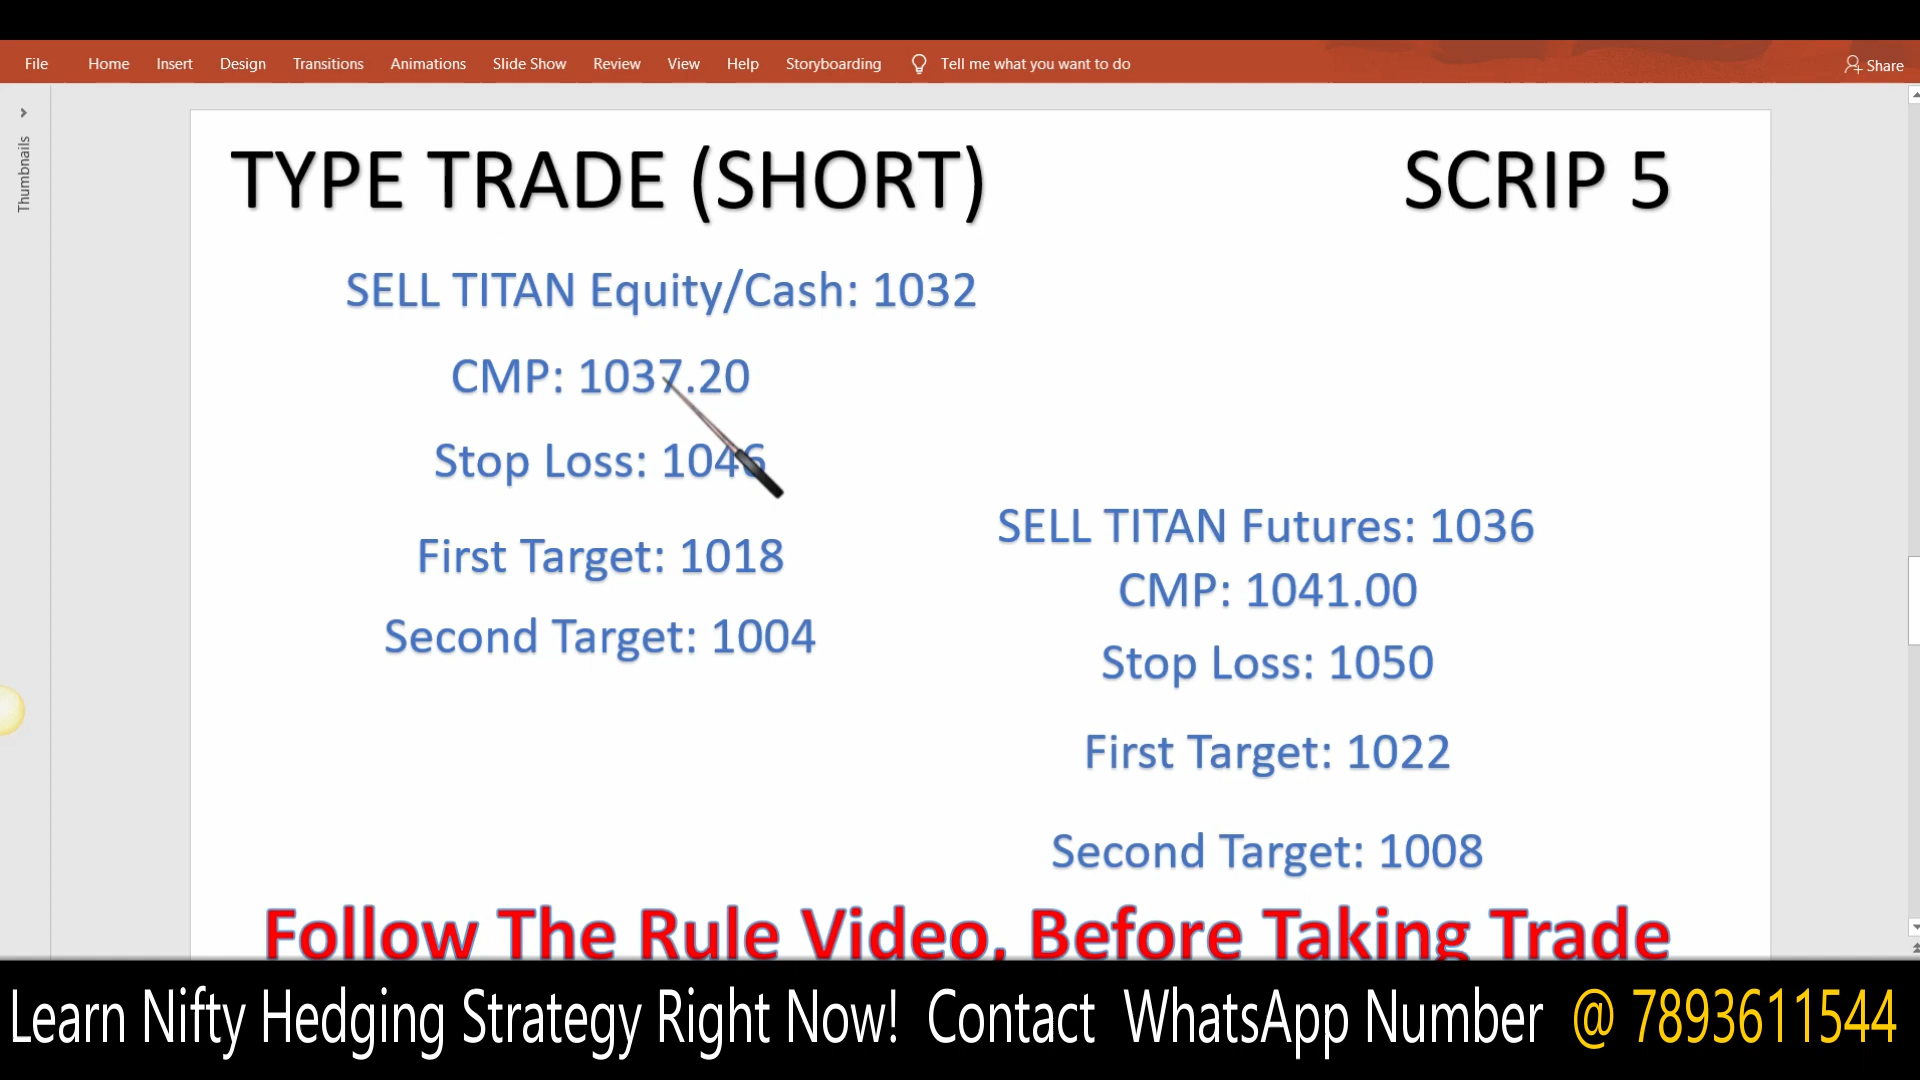 File Home Insert Design Transitions Animations Slide Show Review View Help Storyboarding Tell me what you want to do Share
Thumbnails
TYPE TRADE (SHORT) SCRIP 5
SELL TITAN Equity/Cash: 1032
CMP: 1037.20
Stop Loss: 1046
First Target: 1018
Second Target: 1004
SELL TITAN Futures: 1036
CMP: 1041.00
Stop Loss: 1050
First Target: 1022
Second Target: 1008
Follow The Rule Video, Before Taking Trade
Learn Nifty Hedging Strategy Right Now! Contact WhatsApp Number @ 7893611544